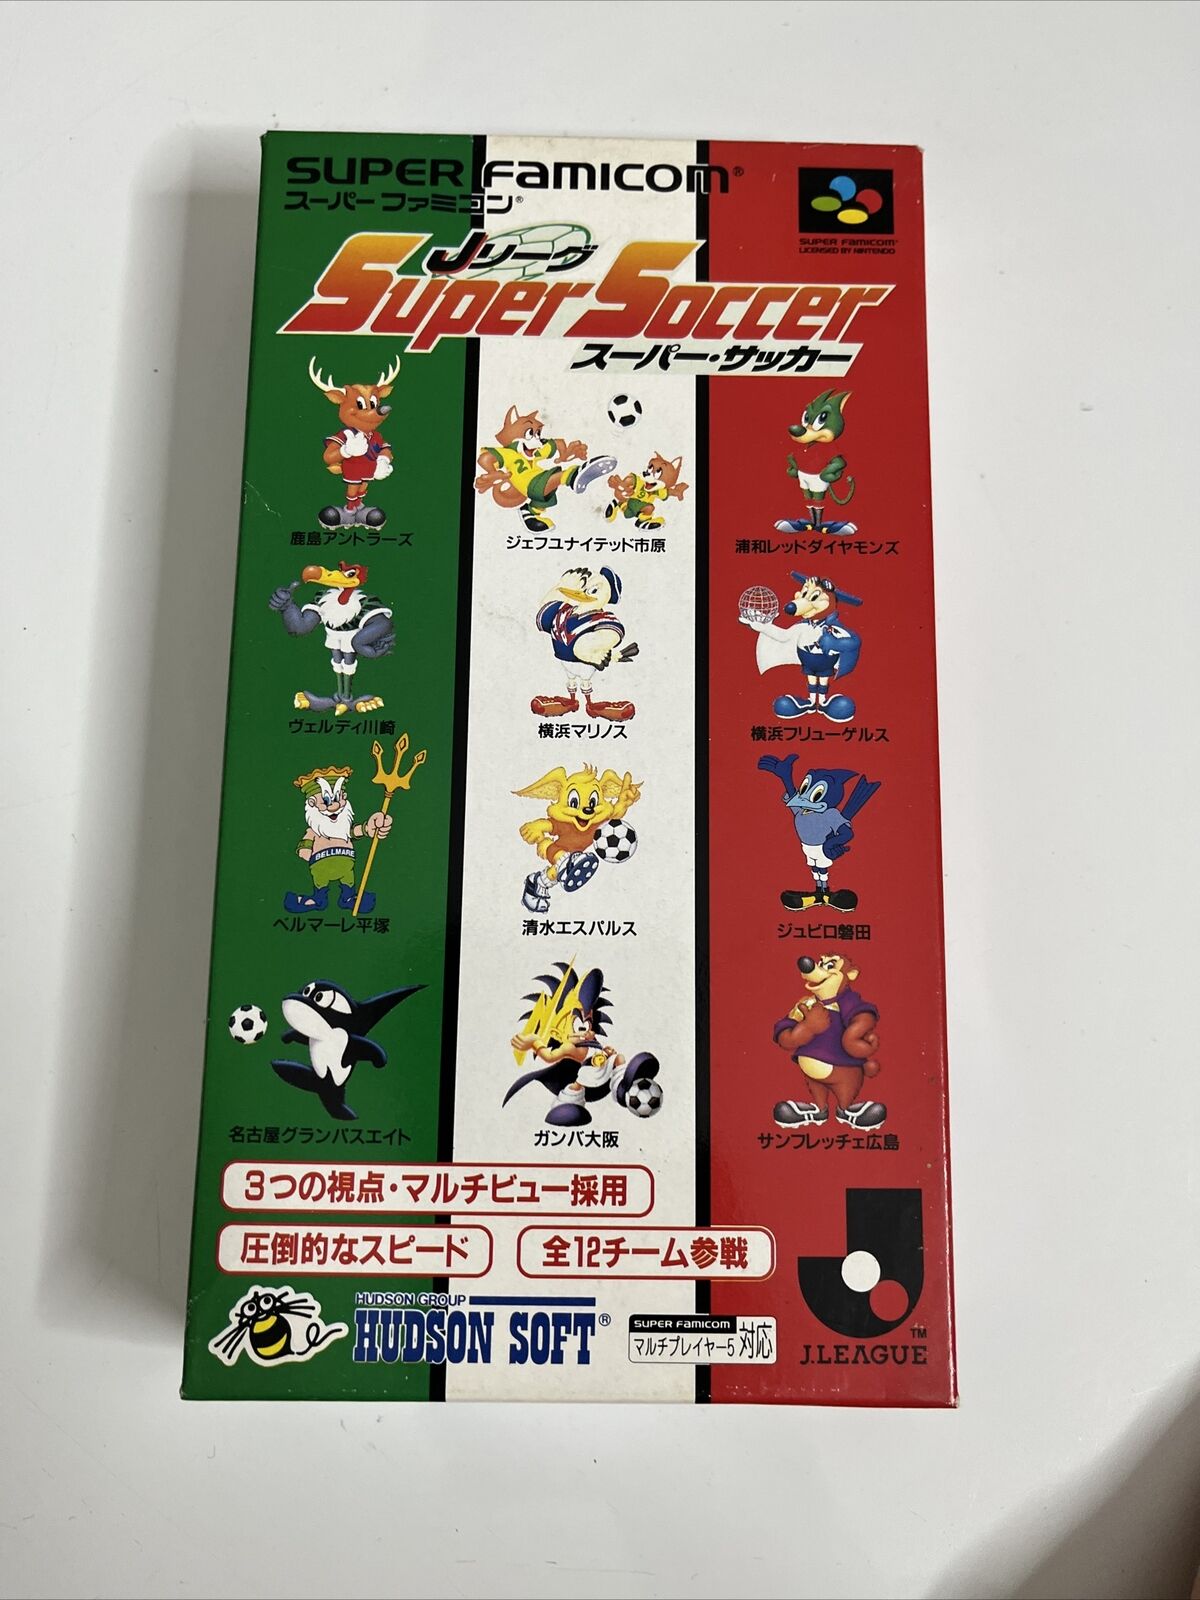 SUPER FAMICOM®
スーパーファミコン®
SUPER FAMICOM®
LICENSED BY NINTENDO
Jリーグ
Super Soccer
スーパー・サッカー
21
鹿島アントラーズ
ジェフユナイテッド市原
浦和レッドダイヤモンズ
ヴェルディ川崎
横浜マリノス
横浜フリューゲルス
BELLMARE
ベルマーレ平塚
清水エスパルス
ジュビロ磐田
名古屋グランパスエイト
ガンバ大阪
サンフレッチェ広島
3つの視点・マルチビュー採用
圧倒的なスピード
全12チーム参戦
HUDSON GROUP
HUDSON SOFT®
SUPER FAMICOM
マルチプレイヤー5 対応
TM
J.LEAGUE